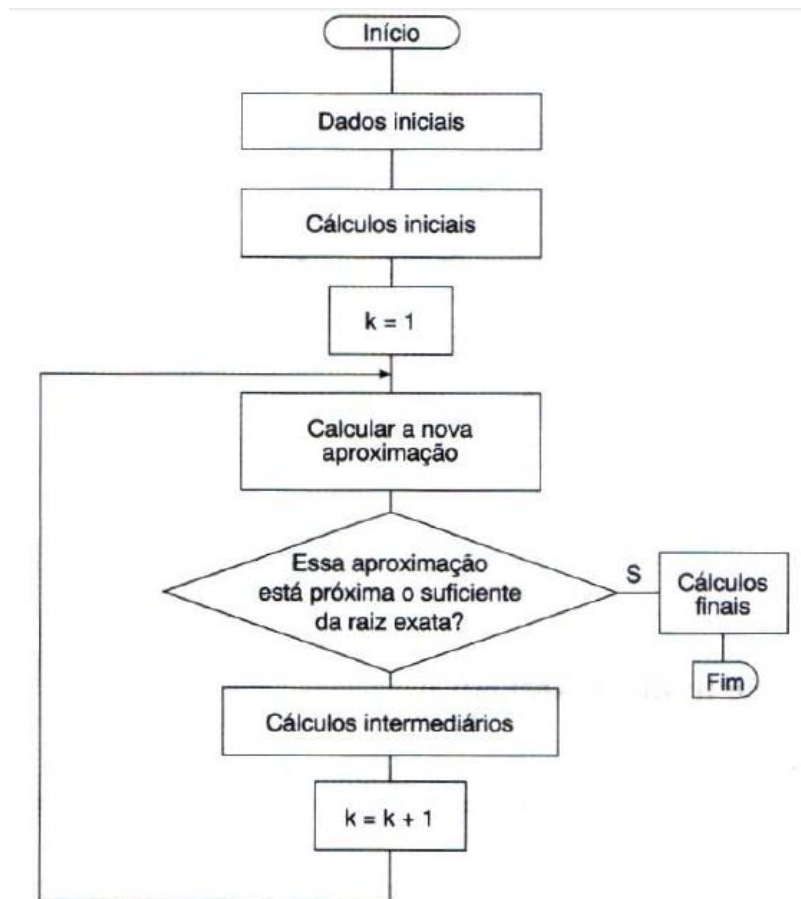 Início
Dados iniciais
Cálculos iniciais
k = 1
Calcular a nova
aproximação
Essa aproximação
está próxima o suficiente
da raiz exata?
S
Cálculos
finais
Fim
Cálculos intermediários
k = k + 1